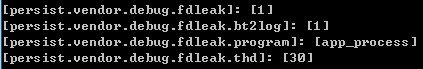 [persist.vendor.debug.fdleak]: [1]
[persist.vendor.debug.fdleak.bt2log]: [1]
[persist.vendor.debug.fdleak.program]: [app_process]
[persist.vendor.debug.fdleak.thd]: [30]